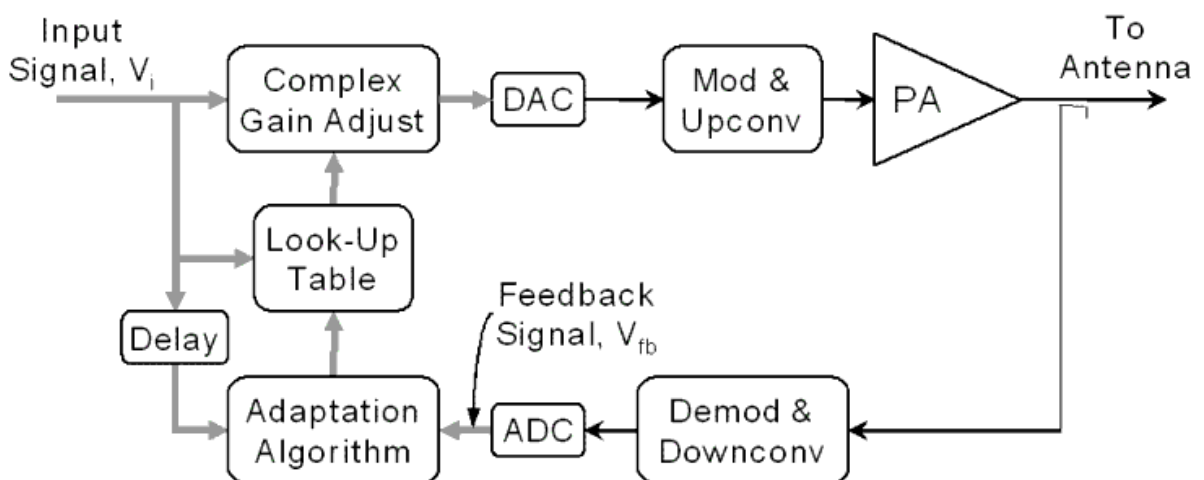 Input
Signal, Vi
Complex
Gain Adjust
DAC
Mod &
Upconv
PA
To
Antenna
Look-Up
Table
Delay
Feedback
Signal, Vfb
Adaptation
Algorithm
ADC
Demod &
Downconv